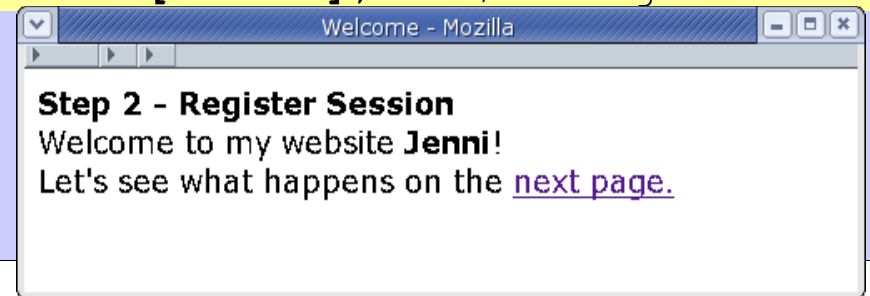 Welcome - Mozilla
Step 2 - Register Session
Welcome to my website Jenni!
Let's see what happens on the next page.